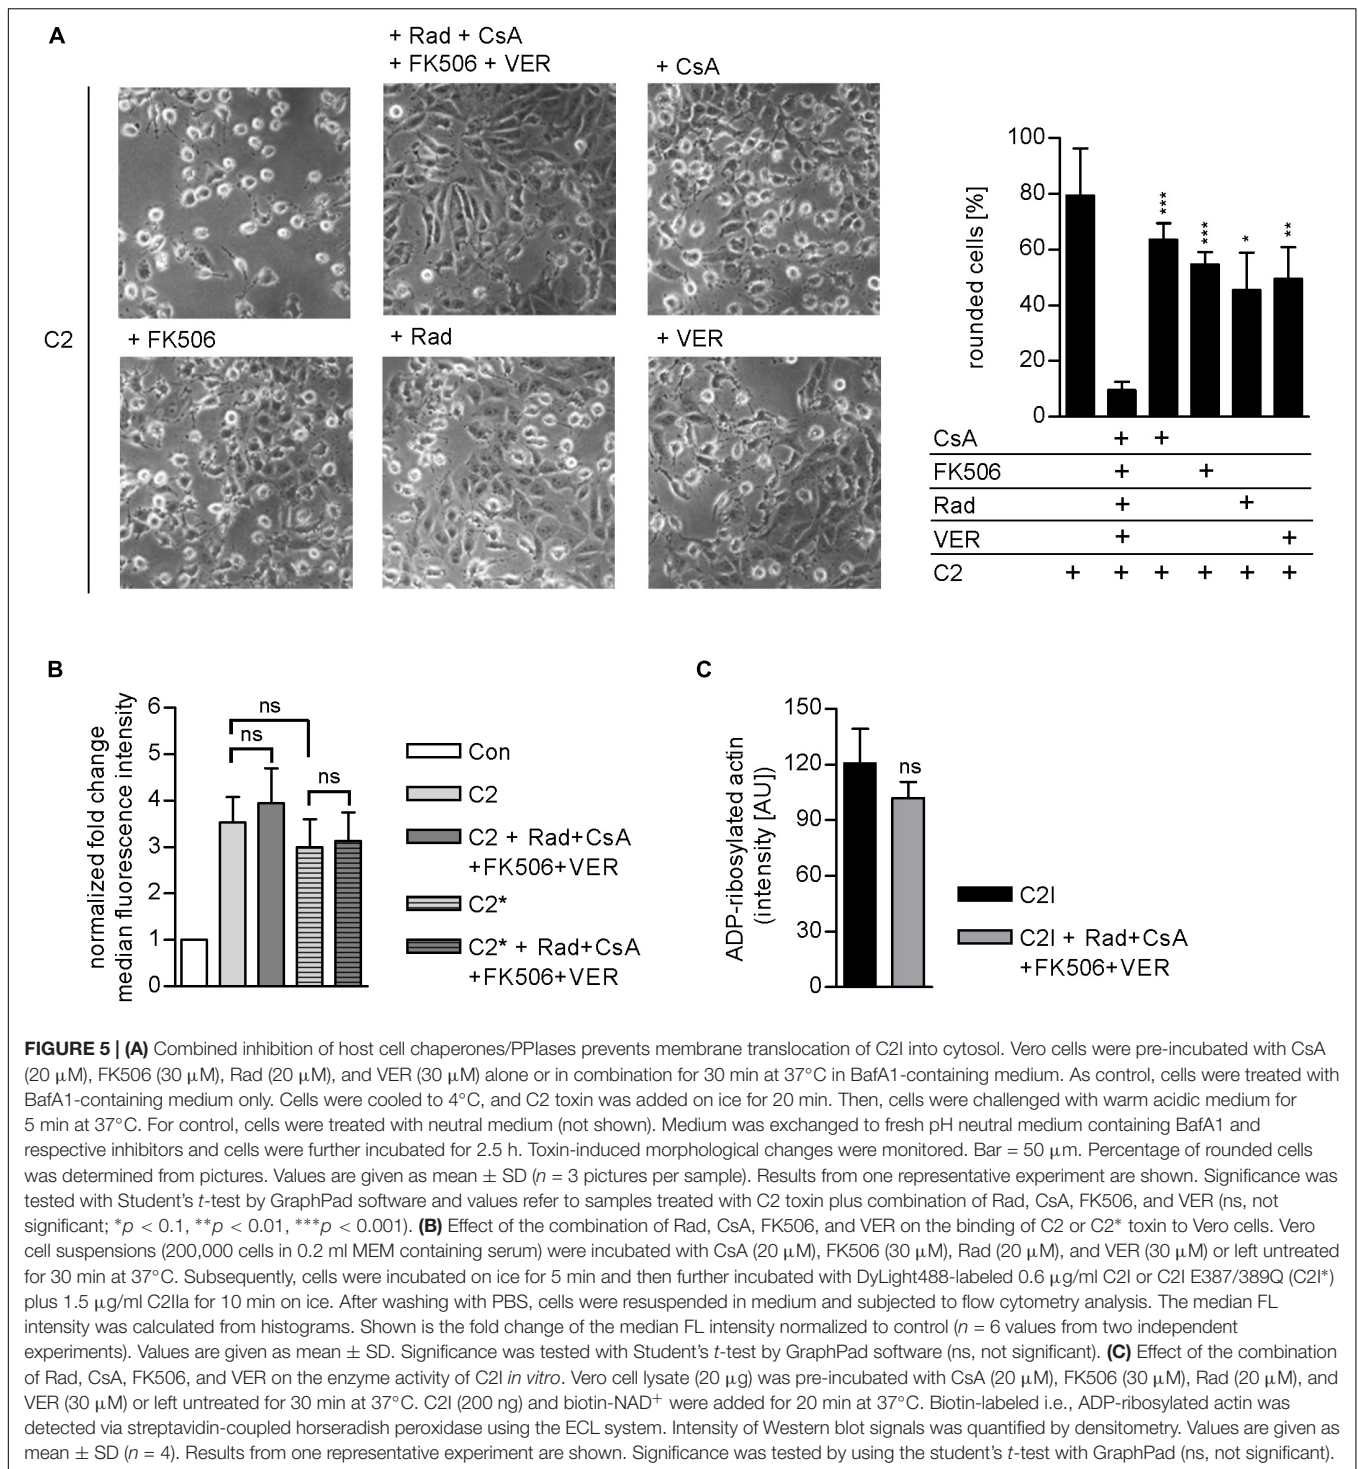 A
+ Rad + CsA
+ FK506 + VER
+ CsA
C2
+ FK506
+ Rad
+ VER
rounded cells [%]
100
80
60
40
20
0
***
***
*
**
CsA + +
FK506 + +
Rad + +
VER + +
C2 + + + + + +
B
normalized fold change
median fluorescence intensity
6
5
4
3
2
1
0
ns
ns
ns
Con
C2
C2 + Rad+CsA
+FK506+VER
C2*
C2* + Rad+CsA
+FK506+VER
C
ADP-ribosylated actin
(intensity [AU])
150
120
90
60
30
0
ns
C2I
C2I + Rad+CsA
+FK506+VER
FIGURE 5 | (A) Combined inhibition of host cell chaperones/PPIases prevents membrane translocation of C2I into cytosol. Vero cells were pre-incubated with CsA
(20 μM), FK506 (30 μM), Rad (20 μM), and VER (30 μM) alone or in combination for 30 min at 37°C in BafA1-containing medium. As control, cells were treated with
BafA1-containing medium only. Cells were cooled to 4°C, and C2 toxin was added on ice for 20 min. Then, cells were challenged with warm acidic medium for
5 min at 37°C. For control, cells were treated with neutral medium (not shown). Medium was exchanged to fresh pH neutral medium containing BafA1 and
respective inhibitors and cells were further incubated for 2.5 h. Toxin-induced morphological changes were monitored. Bar = 50 μm. Percentage of rounded cells
was determined from pictures. Values are given as mean ± SD (n = 3 pictures per sample). Results from one representative experiment are shown. Significance was
tested with Student's t-test by GraphPad software and values refer to samples treated with C2 toxin plus combination of Rad, CsA, FK506, and VER (ns, not
significant; *p < 0.1, **p < 0.01, ***p < 0.001). (B) Effect of the combination of Rad, CsA, FK506, and VER on the binding of C2 or C2* toxin to Vero cells. Vero
cell suspensions (200,000 cells in 0.2 ml MEM containing serum) were incubated with CsA (20 μM), FK506 (30 μM), Rad (20 μM), and VER (30 μM) or left untreated
for 30 min at 37°C. Subsequently, cells were incubated on ice for 5 min and then further incubated with DyLight488-labeled 0.6 μg/ml C2I or C2I E387/389Q (C2I*)
plus 1.5 μg/ml C2IIa for 10 min on ice. After washing with PBS, cells were resuspended in medium and subjected to flow cytometry analysis. The median FL
intensity was calculated from histograms. Shown is the fold change of the median FL intensity normalized to control (n = 6 values from two independent
experiments). Values are given as mean ± SD. Significance was tested with Student's t-test by GraphPad software (ns, not significant). (C) Effect of the combination
of Rad, CsA, FK506, and VER on the enzyme activity of C2I in vitro. Vero cell lysate (20 μg) was pre-incubated with CsA (20 μM), FK506 (30 μM), Rad (20 μM), and
VER (30 μM) or left untreated for 30 min at 37°C. C2I (200 ng) and biotin-NAD⁺ were added for 20 min at 37°C. Biotin-labeled i.e., ADP-ribosylated actin was
detected via streptavidin-coupled horseradish peroxidase using the ECL system. Intensity of Western blot signals was quantified by densitometry. Values are given as
mean ± SD (n = 4). Results from one representative experiment are shown. Significance was tested by using the student's t-test with GraphPad (ns, not significant).